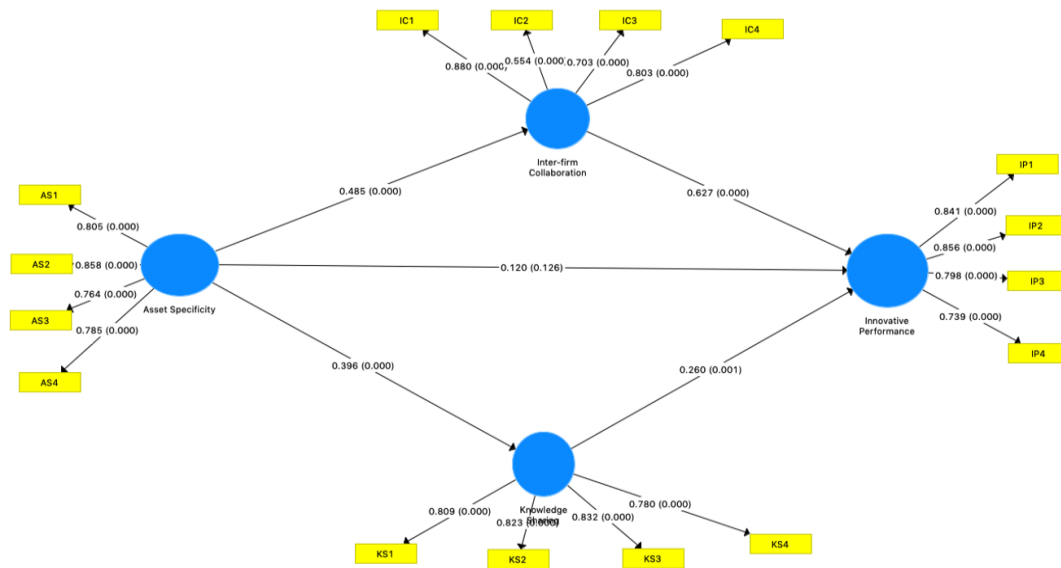 IC1
IC2
IC3
IC4
0.880 (0.000)
0.554 (0.000)
0.703 (0.000)
0.803 (0.000)
Inter-firm
Collaboration
AS1
AS2
AS3
AS4
0.805 (0.000)
0.858 (0.000)
0.764 (0.000)
0.785 (0.000)
Asset Specificity
0.485 (0.000)
0.627 (0.000)
0.120 (0.126)
0.396 (0.000)
0.260 (0.001)
IP1
IP2
IP3
IP4
0.841 (0.000)
0.856 (0.000)
0.798 (0.000)
0.739 (0.000)
Innovative
Performance
Knowledge
Sharing
0.809 (0.000)
0.823 (0.000)
0.832 (0.000)
0.780 (0.000)
KS1
KS2
KS3
KS4